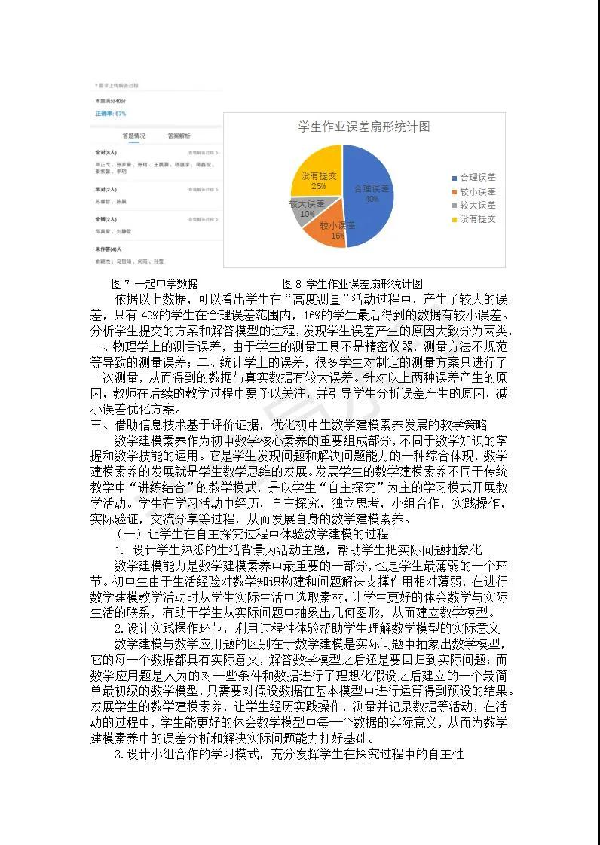 正确率: 67%
答题情况 答案解析
学生作业误差扇形统计图
没有提交
25%
合理误差
较大误差
10%
较小误差
16%
合理误差
较小误差
较大误差
没有提交
图 7 一起中学数据 图 8 学生作业误差扇形统计图
依据以上数据，可以看出学生在“高度测量”活动过程中，产生了较大的误
差，只有 49%的学生在合理误差范围内，16%的学生最后得到的数据有较小误差。
分析学生提交的方案和解答模型的过程，发现学生误差产生的原因大致分为两类，
一、物理学上的测量误差，由于学生的测量工具不是精密仪器，测量方法不规范
等导致的测量误差；二、统计学上的误差，很多学生对制定的测量方案只进行了
一次测量，从而得到的数据与真实数据有较大误差。针对以上两种误差产生的原
因，教师在后续的教学过程中要予以关注，并引导学生分析误差产生的原因，减
小误差优化方案。
三、借助信息技术基于评价证据，优化初中生数学建模素养发展的教学策略
数学建模素养作为初中数学核心素养的重要组成部分，不同于数学知识的掌
握和数学技能的运用。它是学生发现问题和解决问题能力的一种综合体现，数学
建模素养的发展就是学生数学思维的发展。发展学生的数学建模素养不同于传统
教学中“讲练结合”的教学模式，是以学生“自主探究”为主的学习模式开展教
学活动。学生在学习活动中经历，自主探究，独立思考，小组合作，实践操作，
实际验证，交流分享等过程，从而发展自身的数学建模素养。
（一）让学生在自主探究过程中体验数学建模的过程
1. 设计学生熟悉的生活背景为活动主题，帮助学生把实际问题抽象化
数学建模能力是数学建模素养中最重要的一部分，也是学生最薄弱的一个环
节。初中生由于生活经验对数学知识构建和问题解决支撑作用相对薄弱，在进行
数学建模教学活动时从学生实际生活中选取素材，让学生更好的体会数学与实际
生活的联系，有助于学生从实际问题中抽象出几何图形，从而建立数学模型。
2.设计实践操作环节，利用过程性体验帮助学生理解数学模型的实际意义
数学建模与数学应用题的区别在于数学建模是实际问题中抽象出数学模型，
它的每一个数据都具有实际意义，解答数学模型之后还是要回归到实际问题；而
数学应用题是人为的对一些条件和数据进行了理想化假设之后建立的一个较简
单最初级的数学模型，只需要对假设数据在基本模型中进行运算得到预设的结果。
发展学生的数学建模素养，让学生经历实践操作，测量并记录数据等活动，在活
动的过程中，学生能更好的体会数学模型中每一个数据的实际意义，从而为数学
建模素养中的误差分析和解决实际问题能力打好基础。
3.设计小组合作的学习模式，充分发挥学生在探究过程中的自主性